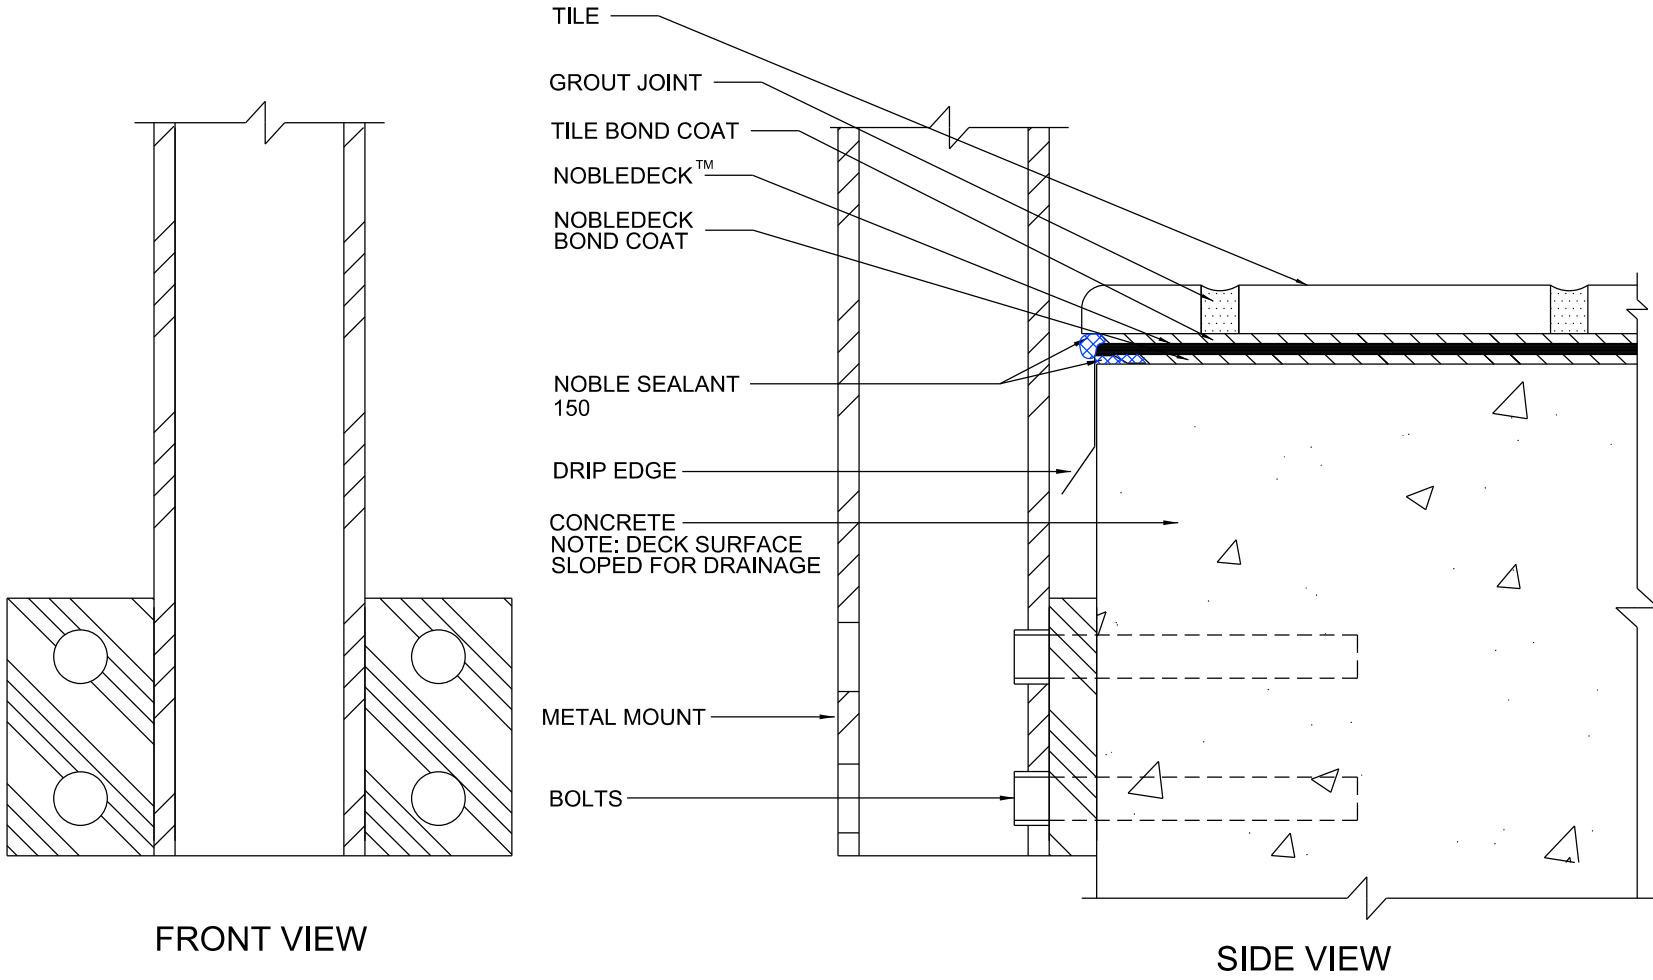 TILE
GROUT JOINT
TILE BOND COAT
NOBLEDECK™
NOBLEDECK
BOND COAT
NOBLE SEALANT
150
DRIP EDGE
CONCRETE
NOTE: DECK SURFACE
SLOPED FOR DRAINAGE
METAL MOUNT
BOLTS
FRONT VIEW
SIDE VIEW